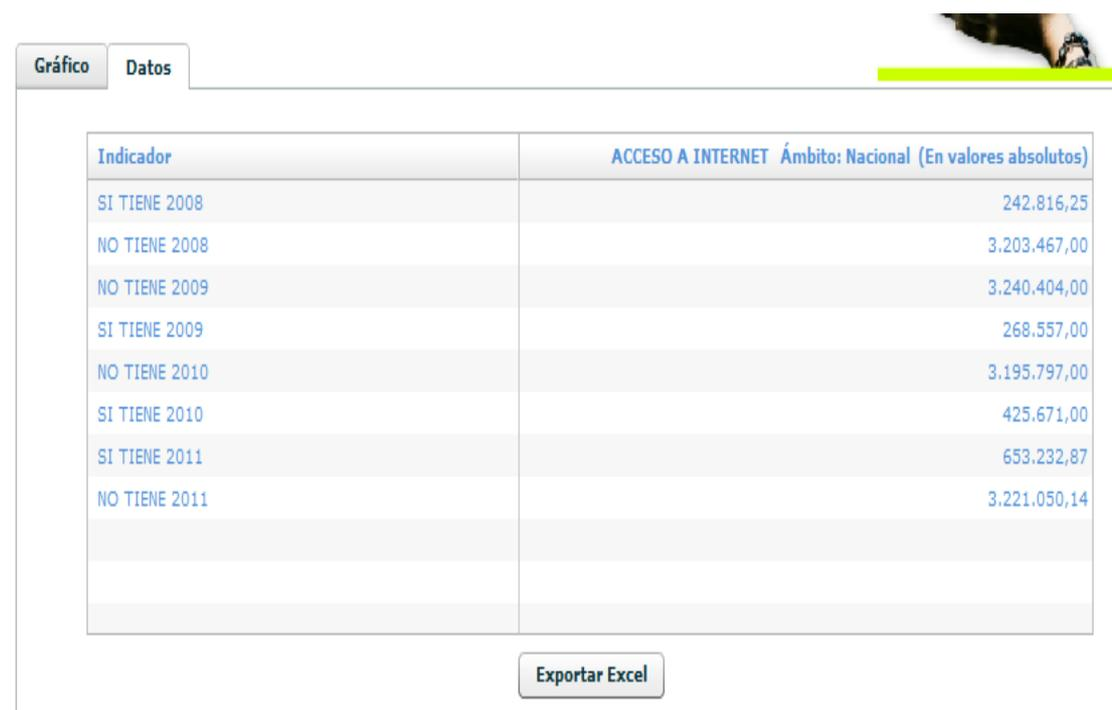 Gráfico Datos
Indicador ACCESO A INTERNET Ámbito: Nacional (En valores absolutos)
SI TIENE 2008 242.816,25
NO TIENE 2008 3.203.467,00
NO TIENE 2009 3.240.404,00
SI TIENE 2009 268.557,00
NO TIENE 2010 3.195.797,00
SI TIENE 2010 425.671,00
SI TIENE 2011 653.232,87
NO TIENE 2011 3.221.050,14
Exportar Excel